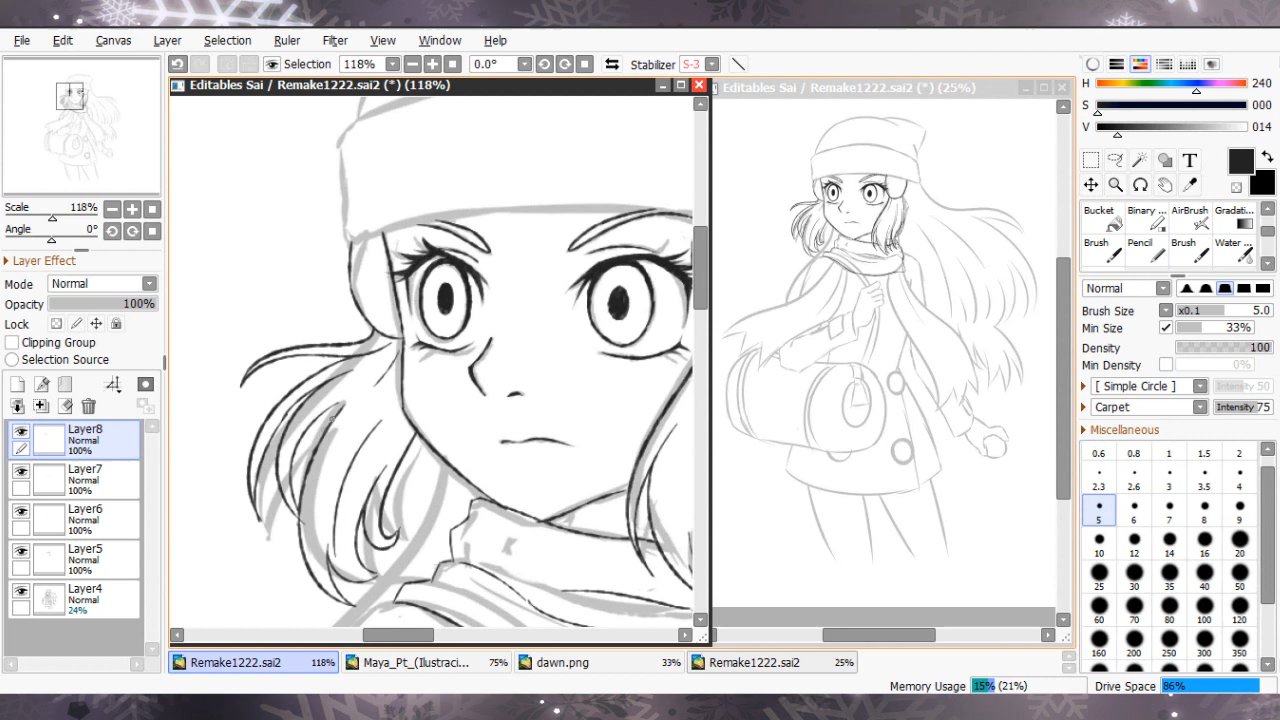 File Edit Canvas Layer Selection Ruler Filter View Window Help
Selection 118% 0.0° Stabilizer S-3
Editables Sai / Remake1222.sai2 (*) (118%)
Editables Sai / Remake1222.sai2 (*) (25%)
Scale 118%
Angle 0°
Layer Effect
Mode Normal
Opacity 100%
Lock
Clipping Group
Selection Source
Layer8
Normal
100%
Layer7
Normal
100%
Layer6
Normal
100%
Layer5
Normal
100%
Layer4
Normal
24%
H 240
S 000
V 014
T
Bucket Binary ... AirBrush Gradati...
Brush Pencil Brush Water ...
Normal
Brush Size x0.1 5.0
Min Size 33%
Density 100
Min Density 0%
[ Simple Circle ] Intensity 50
Carpet Intensity 75
Miscellaneous
0.6 0.8 1 1.5 2
2.3 2.6 3 3.5 4
5 6 7 8 9
10 12 14 16 20
25 30 35 40 50
60 70 80 100 120
160 200 250 300 350
Remake1222.sai2 118% Maya_Pt_(Ilustraci... 75% dawn.png 33% Remake1222.sai2 25%
Memory Usage 15% (21%) Drive Space 86%